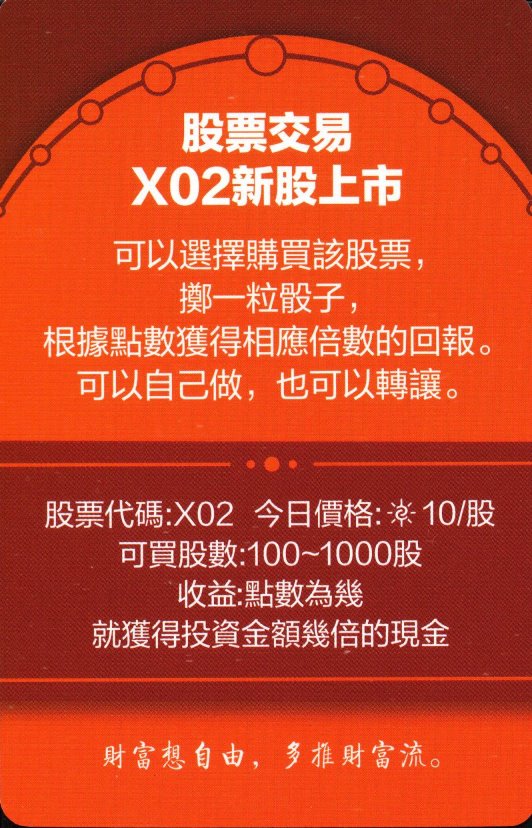 股票交易
X02新股上市
可以選擇購買該股票，
擲一粒骰子，
根據點數獲得相應倍數的回報。
可以自己做，也可以轉讓。
股票代碼:X02 今日價格: 10/股
可買股數:100~1000股
收益:點數為幾
就獲得投資金額幾倍的現金
財富想自由，多推財富流。